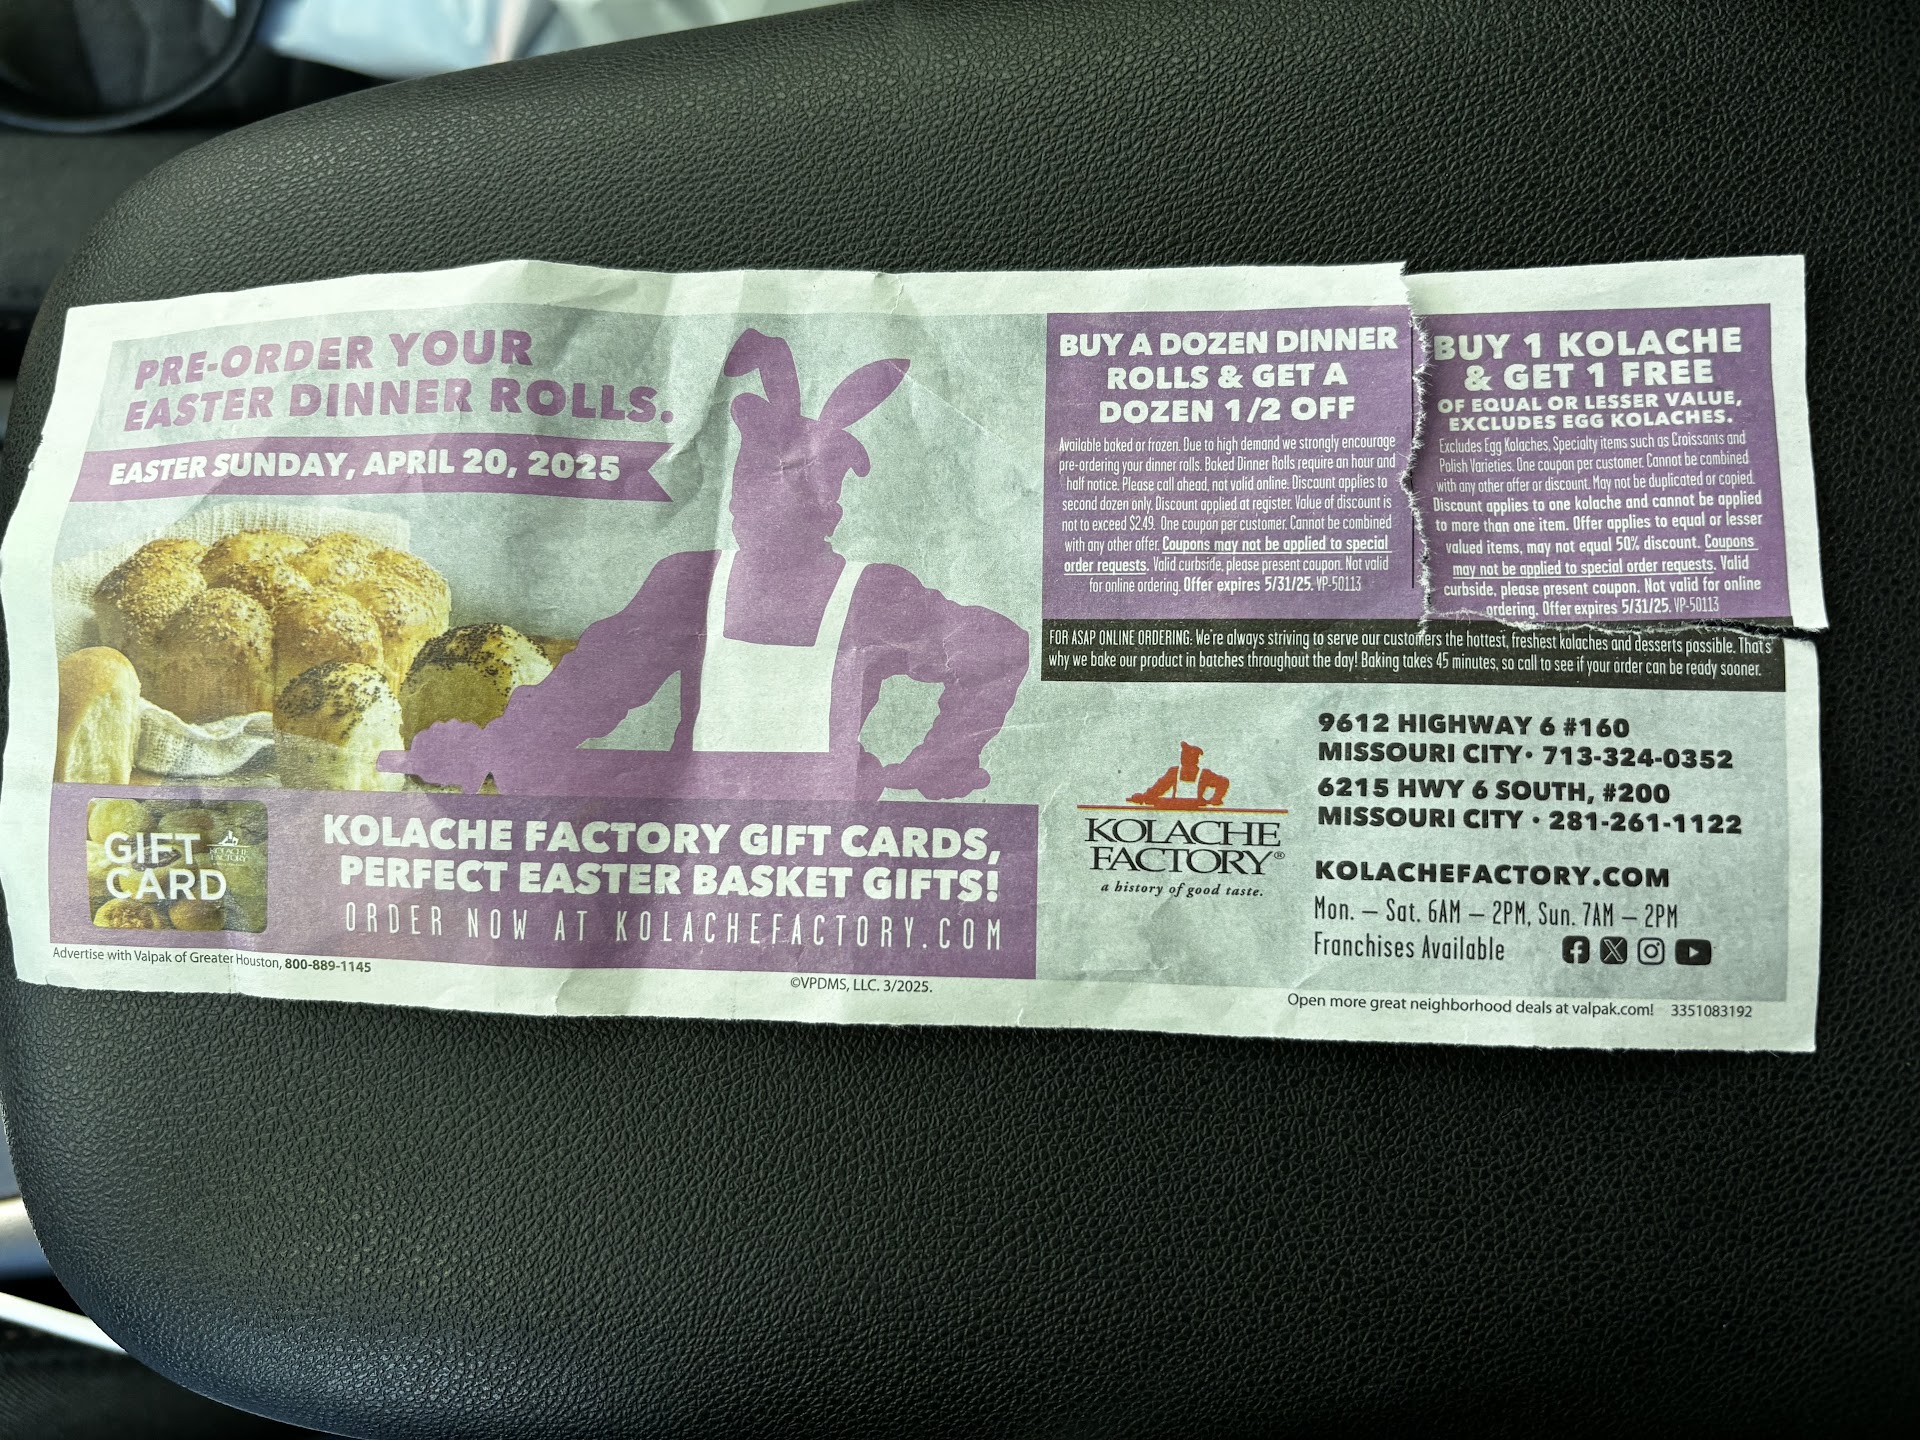 PRE-ORDER YOUR
EASTER DINNER ROLLS.
EASTER SUNDAY, APRIL 20, 2025
GIFT
CARD
KOLACHE
FACTORY
KOLACHE FACTORY GIFT CARDS,
PERFECT EASTER BASKET GIFTS!
ORDER NOW AT KOLACHEFACTORY.COM
Advertise with Valpak of Greater Houston, 800-889-1145
©VPDMS, LLC. 3/2025.
BUY A DOZEN DINNER
ROLLS & GET A
DOZEN 1/2 OFF
Available baked or frozen. Due to high demand we strongly encourage
pre-ordering your dinner rolls. Baked Dinner Rolls require an hour and
half notice. Please call ahead, not valid online. Discount applies to
second dozen only. Discount applied at register. Value of discount is
not to exceed $2.49. One coupon per customer. Cannot be combined
with any other offer. Coupons may not be applied to special
order requests. Valid curbside, please present coupon. Not valid
for online ordering. Offer expires 5/31/25. VP-50113
BUY 1 KOLACHE
& GET 1 FREE
OF EQUAL OR LESSER VALUE,
EXCLUDES EGG KOLACHES.
Excludes Egg Kolaches, Specialty items such as Croissants and
Polish Varieties. One coupon per customer. Cannot be combined
with any other offer or discount. May not be duplicated or copied.
Discount applies to one kolache and cannot be applied
to more than one item. Offer applies to equal or lesser
valued items, may not equal 50% discount. Coupons
may not be applied to special order requests. Valid
curbside, please present coupon. Not valid for online
ordering. Offer expires 5/31/25. VP-50113
FOR ASAP ONLINE ORDERING: We're always striving to serve our customers the hottest, freshest kolaches and desserts possible. That's
why we bake our product in batches throughout the day! Baking takes 45 minutes, so call to see if your order can be ready sooner.
KOLACHE
FACTORY®
a history of good taste.
9612 HIGHWAY 6 #160
MISSOURI CITY • 713-324-0352
6215 HWY 6 SOUTH, #200
MISSOURI CITY • 281-261-1122
KOLACHEFACTORY.COM
Mon. – Sat. 6AM – 2PM, Sun. 7AM – 2PM
Franchises Available
Open more great neighborhood deals at valpak.com! 3351083192